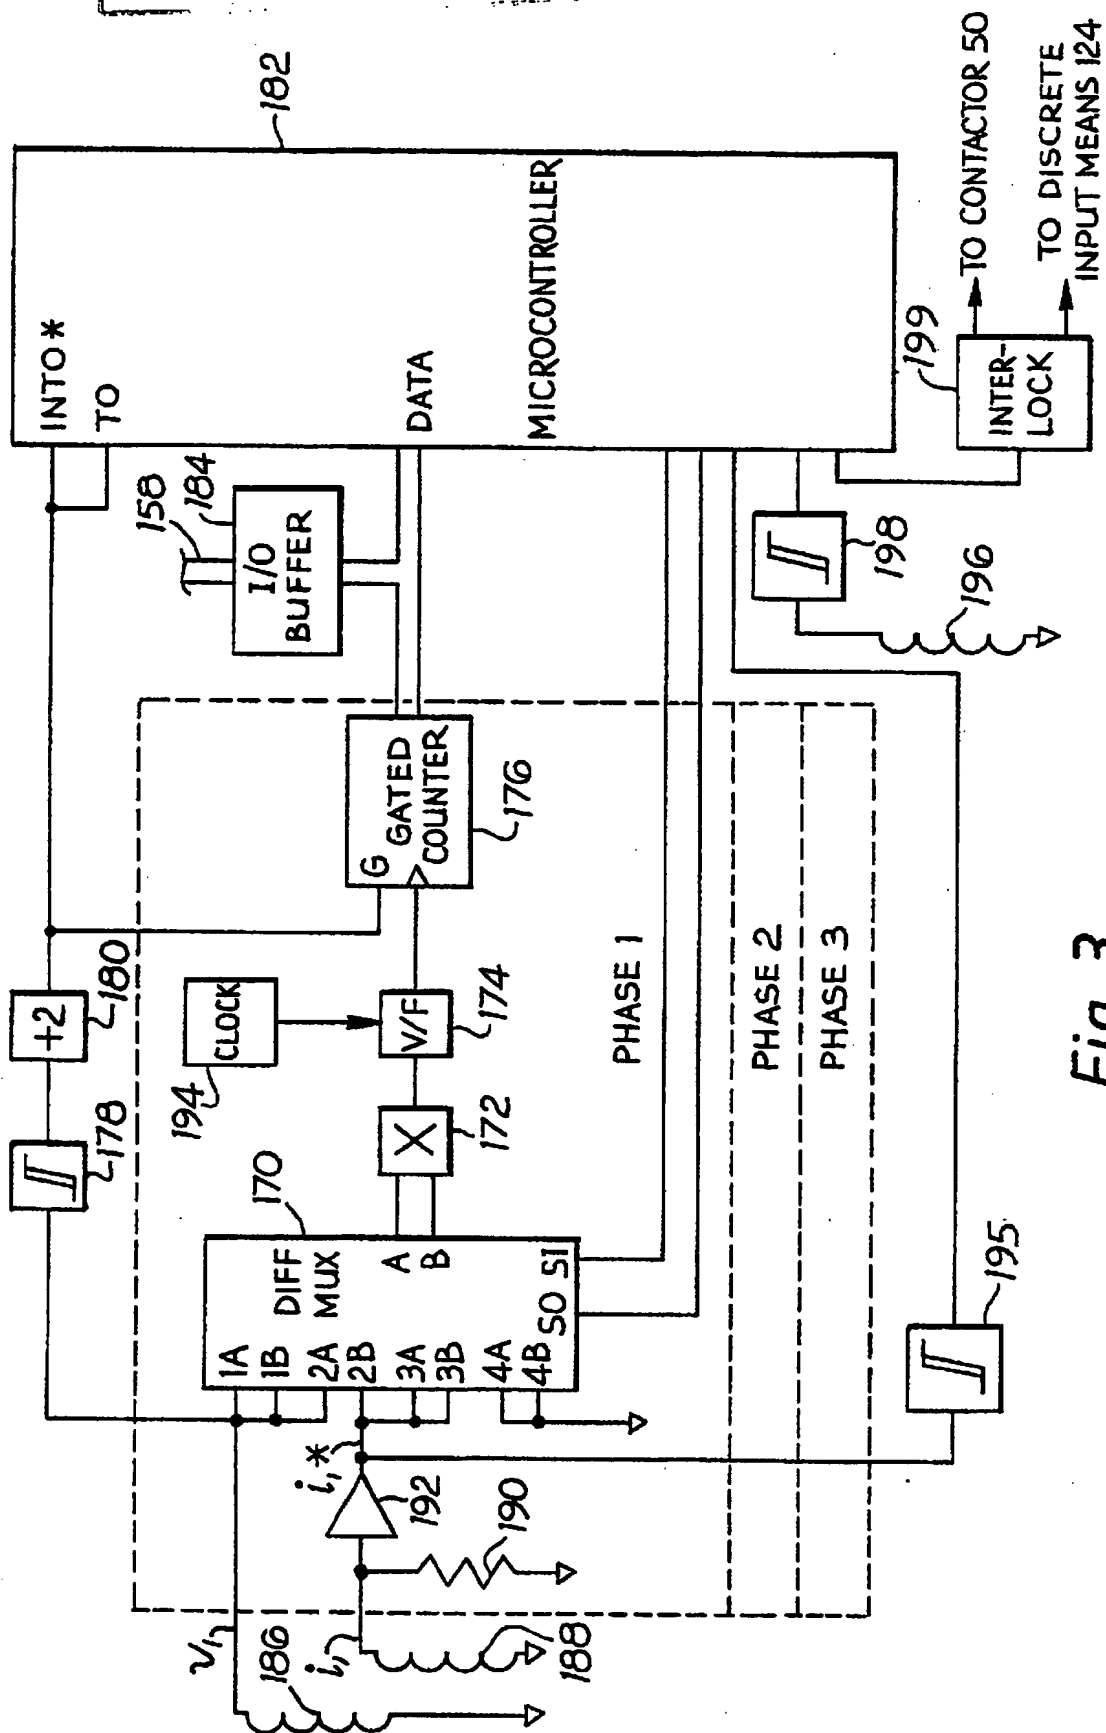 182
INTO*
TO
DATA
MICROCONTROLLER
158
184
I/O
BUFFER
198
196
199
INTER-
LOCK
TO CONTACTOR 50
TO DISCRETE
INPUT MEANS 124
+2
180
178
194
CLOCK
V/F
174
G
GATED
COUNTER
176
X
172
170
DIFF
MUX
A
B
1A
1B
2A
2B
3A
3B
4A
4B
SO SI
PHASE 1
PHASE 2
PHASE 3
195
i₁*
192
190
v₁
186
i₁
188
Fig. 3